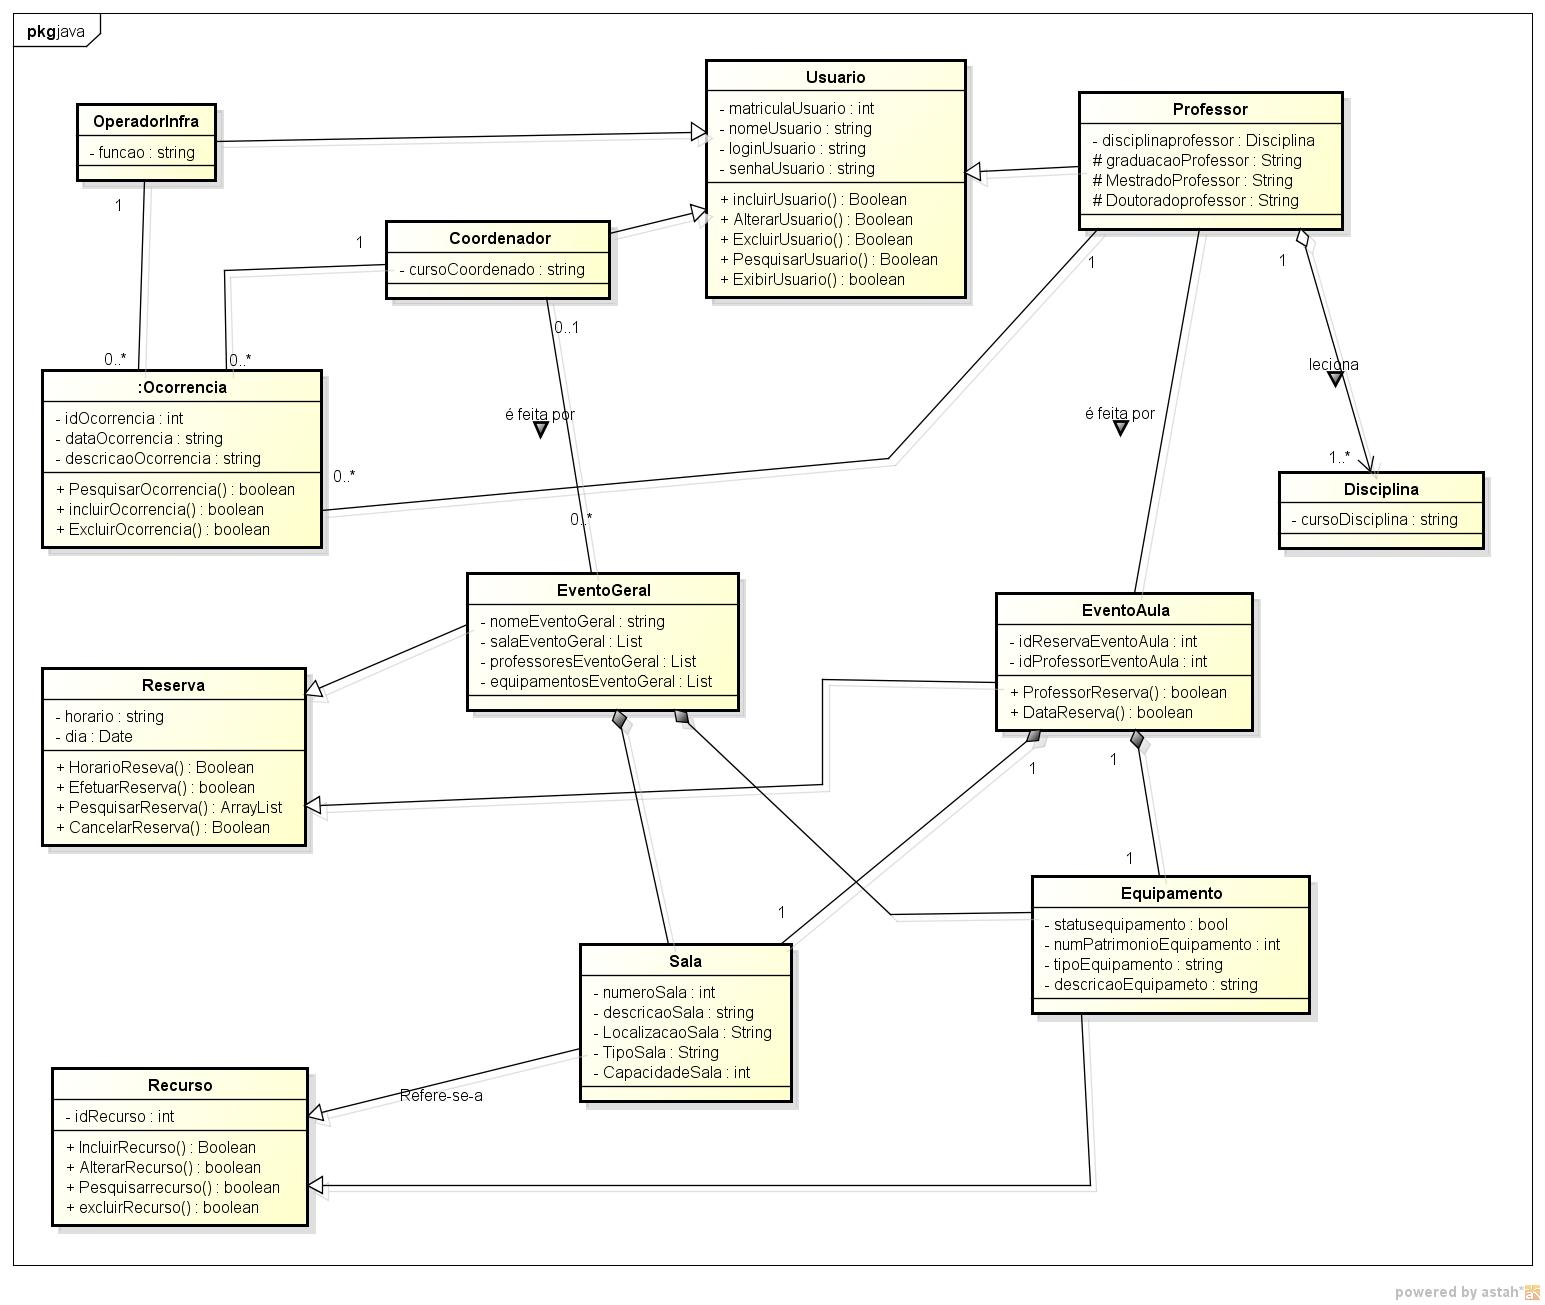 pkg java
Usuario
- matriculaUsuario : int
- nomeUsuario : string
- loginUsuario : string
- senhaUsuario : string
+ incluirUsuario() : Boolean
+ AlterarUsuario() : Boolean
+ ExcluirUsuario() : Boolean
+ PesquisarUsuario() : Boolean
+ ExibirUsuario() : boolean
Professor
- disciplinaprofessor : Disciplina
# graduacaoProfessor : String
# MestradoProfessor : String
# Doutoradoprofessor : String
OperadorInfra
- funcao : string
1
Coordenador
- cursoCoordenado : string
1
1
1
0..1
0..*
0..*
:Ocorrencia
- idOcorrencia : int
- dataOcorrencia : string
- descricaoOcorrencia : string
+ PesquisarOcorrencia() : boolean
+ incluirOcorrencia() : boolean
+ ExcluirOcorrencia() : boolean
0..*
é feita por
é feita por
leciona
1..*
0..*
Disciplina
- cursoDisciplina : string
EventoGeral
- nomeEventoGeral : string
- salaEventoGeral : List
- professoresEventoGeral : List
- equipamentosEventoGeral : List
EventoAula
- idReservaEventoAula : int
- idProfessorEventoAula : int
+ ProfessorReserva() : boolean
+ DataReserva() : boolean
Reserva
- horario : string
- dia : Date
+ HorarioReseva() : Boolean
+ EfetuarReserva() : boolean
+ PesquisarReserva() : ArrayList
+ CancelarReserva() : Boolean
1
1
1
1
Equipamento
- statusequipamento : bool
- numPatrimonioEquipamento : int
- tipoEquipamento : string
- descricaoEquipameto : string
Sala
- numeroSala : int
- descricaoSala : string
- LocalizacaoSala : String
- TipoSala : String
- CapacidadeSala : int
Refere-se-a
Recurso
- idRecurso : int
+ IncluirRecurso() : Boolean
+ AlterarRecurso() : boolean
+ Pesquisarrecurso() : boolean
+ excluirRecurso() : boolean
powered by astah*